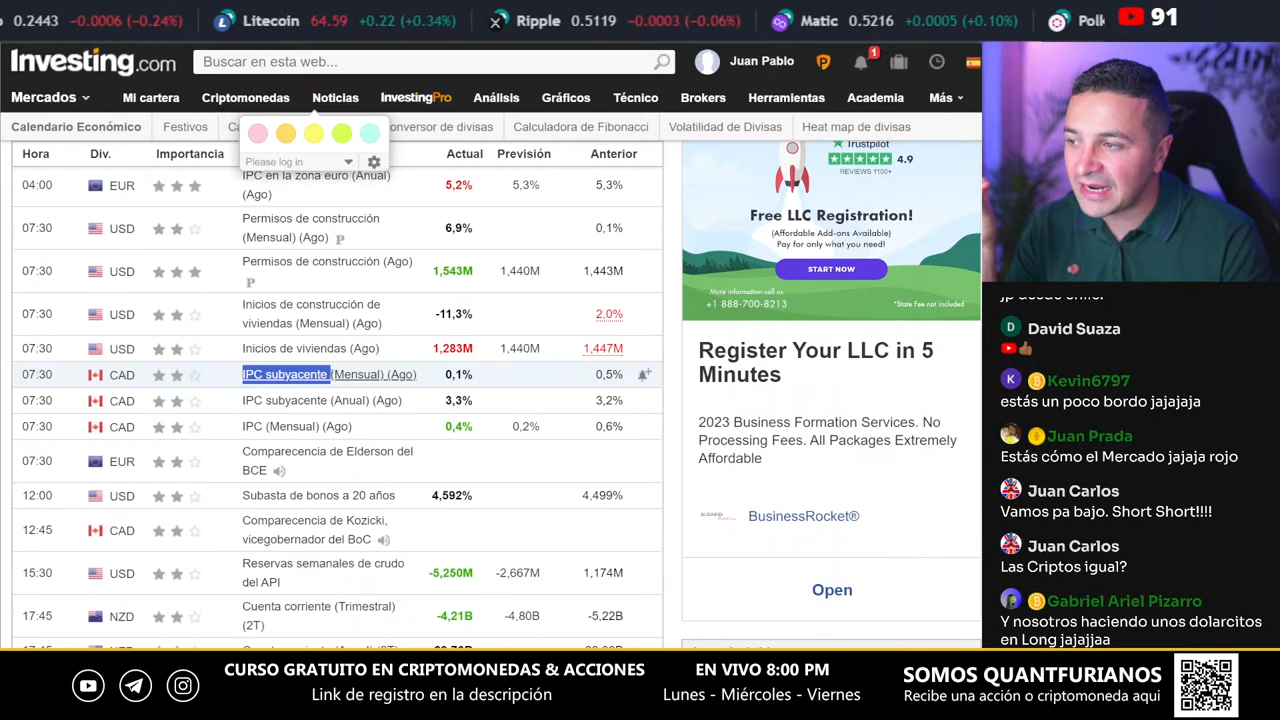 0.2443 -0.0006 (-0.24%) Litecoin 64.59 +0.22 (+0.34%) Ripple 0.5119 -0.0003 (-0.06%) Matic 0.5216 +0.0005 (+0.10%) 91
Investing.com Buscar en esta web... Juan Pablo 1
Mercados Mi cartera Criptomonedas Noticias InvestingPro Análisis Gráficos Técnico Brokers Herramientas Academia Más
Calendario Económico Festivos onversor de divisas Calculadora de Fibonacci Volatilidad de Divisas Heat map de divisas
Please log in
Hora Div. Importancia Actual Previsión Anterior
04:00 EUR IPC en la zona euro (Anual) (Ago) 5,2% 5,3% 5,3%
07:30 USD Permisos de construcción (Mensual) (Ago) 6,9% 0,1%
07:30 USD Permisos de construcción (Ago) 1,543M 1,440M 1,443M
07:30 USD Inicios de construcción de viviendas (Mensual) (Ago) -11,3% 2,0%
07:30 USD Inicios de viviendas (Ago) 1,283M 1,440M 1,447M
07:30 CAD IPC subyacente (Mensual) (Ago) 0,1% 0,5%
07:30 CAD IPC subyacente (Anual) (Ago) 3,3% 3,2%
07:30 CAD IPC (Mensual) (Ago) 0,4% 0,2% 0,6%
07:30 EUR Comparecencia de Elderson del BCE
12:00 USD Subasta de bonos a 20 años 4,592% 4,499%
12:45 CAD Comparecencia de Kozicki, vicegobernador del BoC
15:30 USD Reservas semanales de crudo del API -5,250M -2,667M 1,174M
17:45 NZD Cuenta corriente (Trimestral) (2T) -4,21B -4,80B -5,22B
Trustpilot
4.9
REVIEWS 1100+
Free LLC Registration!
(Affordable Add-ons Available)
Pay for only what you need!
START NOW
More information call us
+1 888-700-8213
*State Fee not included
Register Your LLC in 5
Minutes
2023 Business Formation Services. No
Processing Fees. All Packages Extremely
Affordable
BusinessRocket®
Open
D David Suaza
K Kevin6797
estás un poco bordo jajajaja
Juan Prada
Estás cómo el Mercado jajaja rojo
Juan Carlos
Vamos pa bajo. Short Short!!!!
Juan Carlos
Las Criptos igual?
Gabriel Ariel Pizarro
Y nosotros haciendo unos dolarcitos
en Long jajajjaa
CURSO GRATUITO EN CRIPTOMONEDAS & ACCIONES
Link de registro en la descripción
EN VIVO 8:00 PM
Lunes - Miércoles - Viernes
SOMOS QUANTFURIANOS
Recibe una acción o criptomoneda aqui